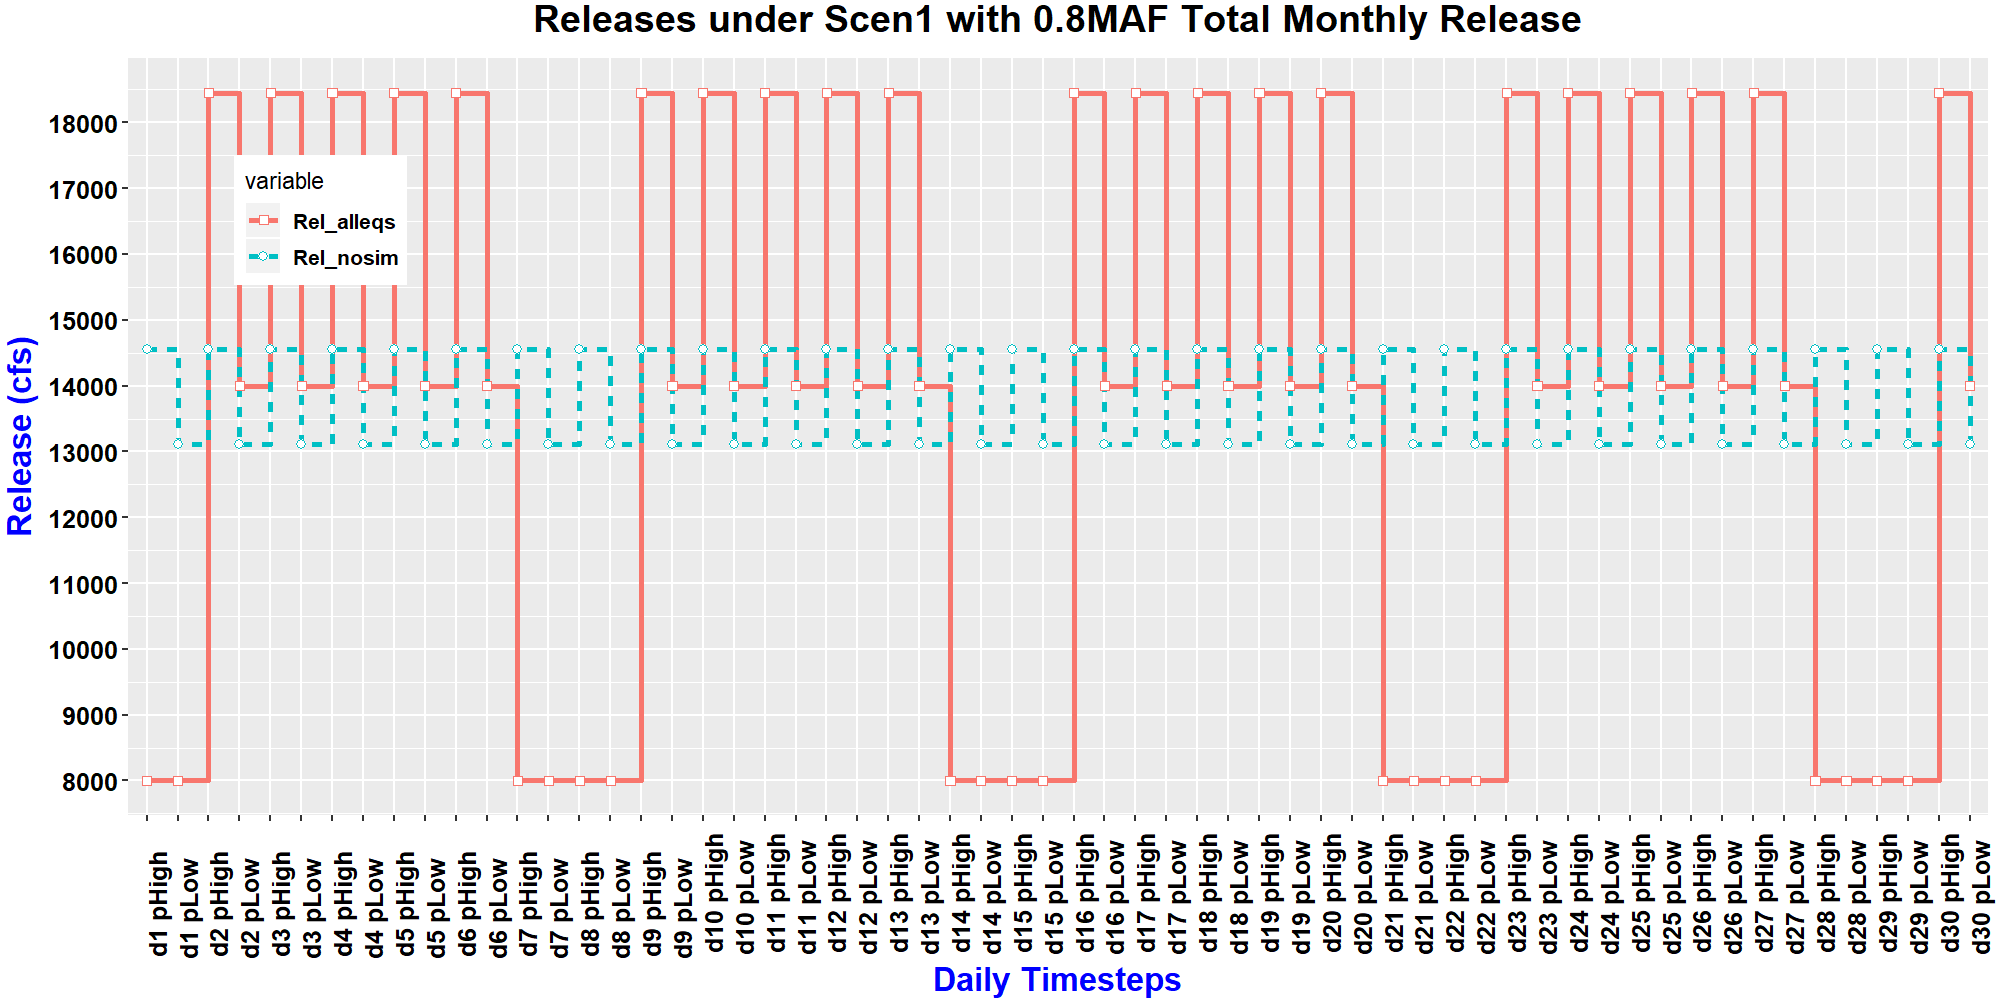 Releases under Scen1 with 0.8MAF Total Monthly Release
18000
17000
16000
15000
14000
13000
12000
11000
10000
9000
8000
Release (cfs)
variable
Rel_alleqs
Rel_nosim
d1 pHigh
d1 pLow
d2 pHigh
d2 pLow
d3 pHigh
d3 pLow
d4 pHigh
d4 pLow
d5 pHigh
d5 pLow
d6 pHigh
d6 pLow
d7 pHigh
d7 pLow
d8 pHigh
d8 pLow
d9 pHigh
d9 pLow
d10 pHigh
d10 pLow
d11 pHigh
d11 pLow
d12 pHigh
d12 pLow
d13 pHigh
d13 pLow
d14 pHigh
d14 pLow
d15 pHigh
d15 pLow
d16 pHigh
d16 pLow
d17 pHigh
d17 pLow
d18 pHigh
d18 pLow
d19 pHigh
d19 pLow
d20 pHigh
d20 pLow
d21 pHigh
d21 pLow
d22 pHigh
d22 pLow
d23 pHigh
d23 pLow
d24 pHigh
d24 pLow
d25 pHigh
d25 pLow
d26 pHigh
d26 pLow
d27 pHigh
d27 pLow
d28 pHigh
d28 pLow
d29 pHigh
d29 pLow
d30 pHigh
d30 pLow
Daily Timesteps